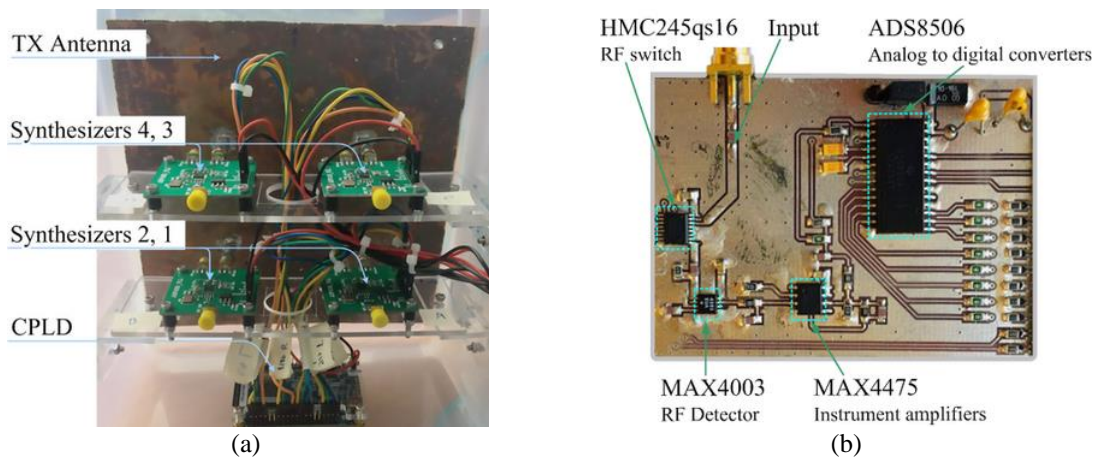 TX Antenna
Synthesizers 4, 3
Synthesizers 2, 1
CPLD
(a)
HMC245qs16
RF switch
Input
ADS8506
Analog to digital converters
MAX4003
RF Detector
MAX4475
Instrument amplifiers
(b)